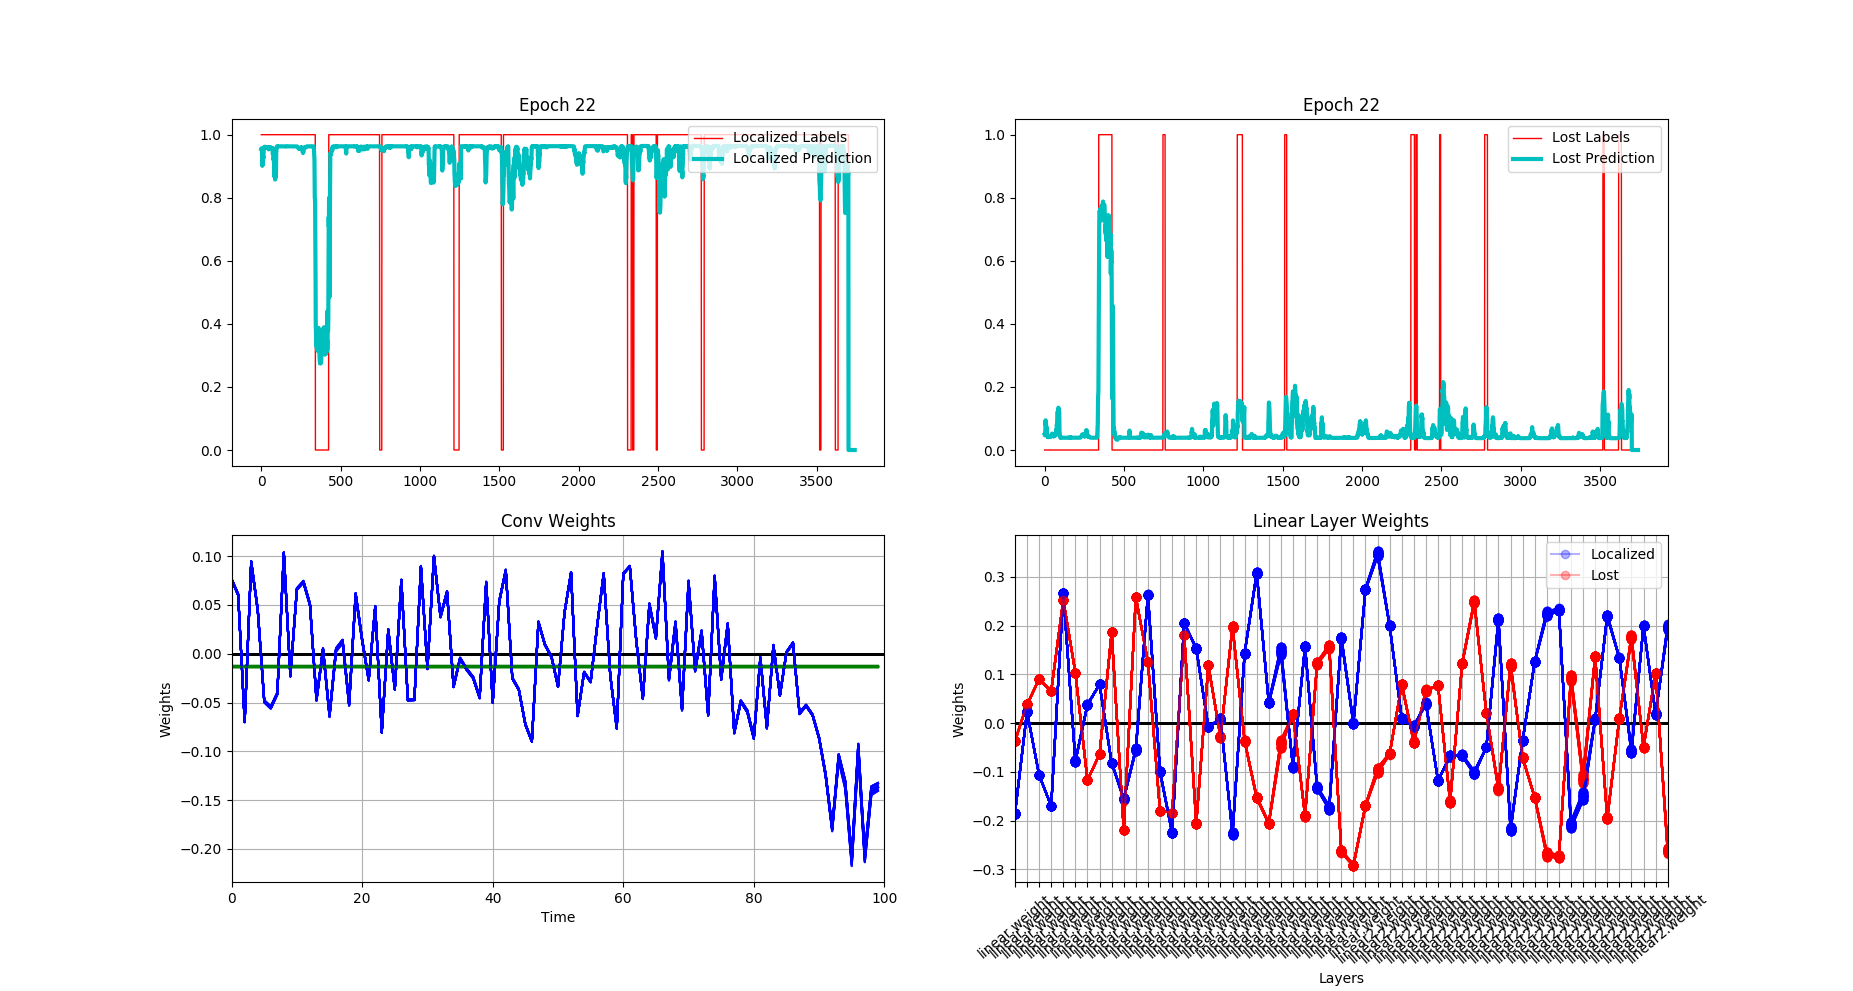 Epoch 22
Localized Labels
Localized Prediction
1.0
0.8
0.6
0.4
0.2
0.0
0 500 1000 1500 2000 2500 3000 3500
Epoch 22
Lost Labels
Lost Prediction
1.0
0.8
0.6
0.4
0.2
0.0
0 500 1000 1500 2000 2500 3000 3500
Conv Weights
Weights
0.10
0.05
0.00
−0.05
−0.10
−0.15
−0.20
0 20 40 60 80 100
Time
Linear Layer Weights
Localized
Lost
Weights
0.3
0.2
0.1
0.0
−0.1
−0.2
−0.3
linear.weight
linear2.weight
Layers